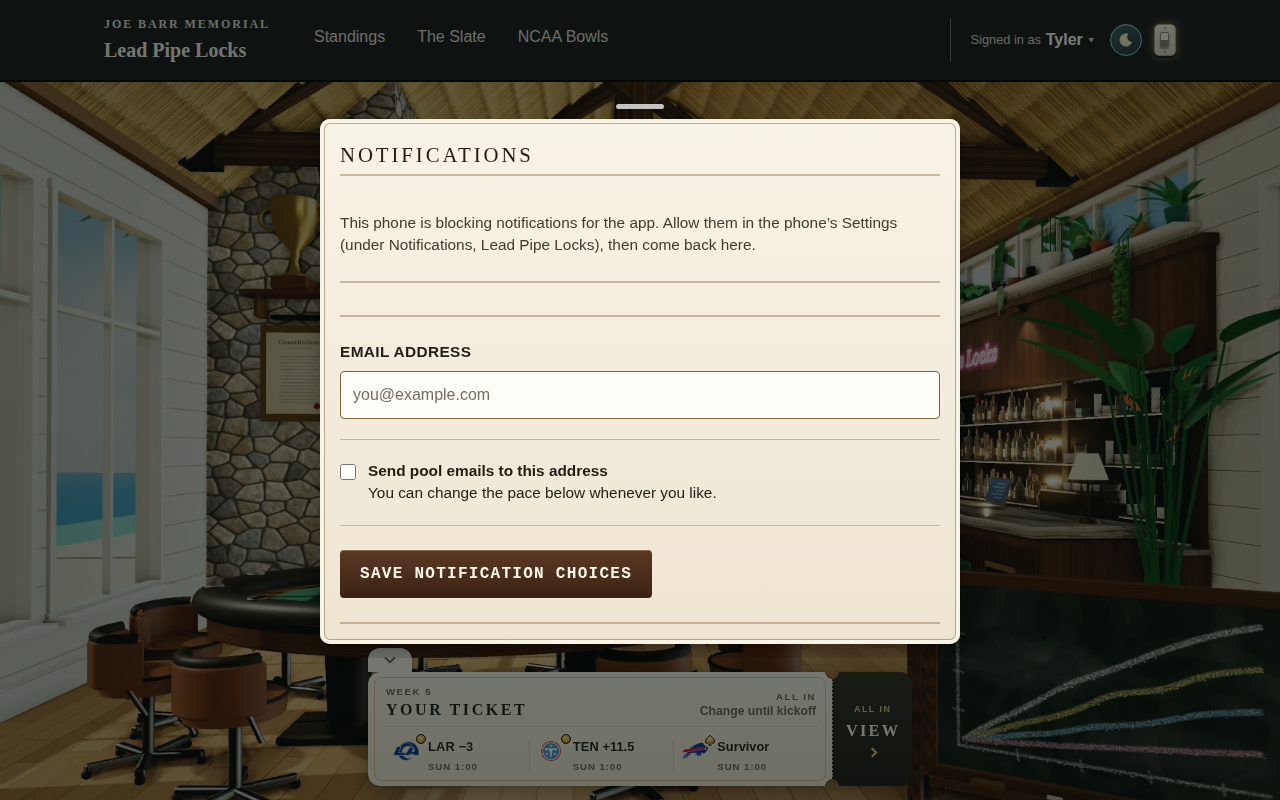 JOE BARR MEMORIAL
Lead Pipe Locks
Standings
The Slate
NCAA Bowls
Signed in as Tyler
NOTIFICATIONS
This phone is blocking notifications for the app. Allow them in the phone’s Settings
(under Notifications, Lead Pipe Locks), then come back here.
EMAIL ADDRESS
you@example.com
Send pool emails to this address
You can change the pace below whenever you like.
SAVE NOTIFICATION CHOICES
Constitution
Locks
WEEK 5
YOUR TICKET
ALL IN
Change until kickoff
LAR −3
SUN 1:00
TEN +11.5
SUN 1:00
Survivor
SUN 1:00
ALL IN
VIEW